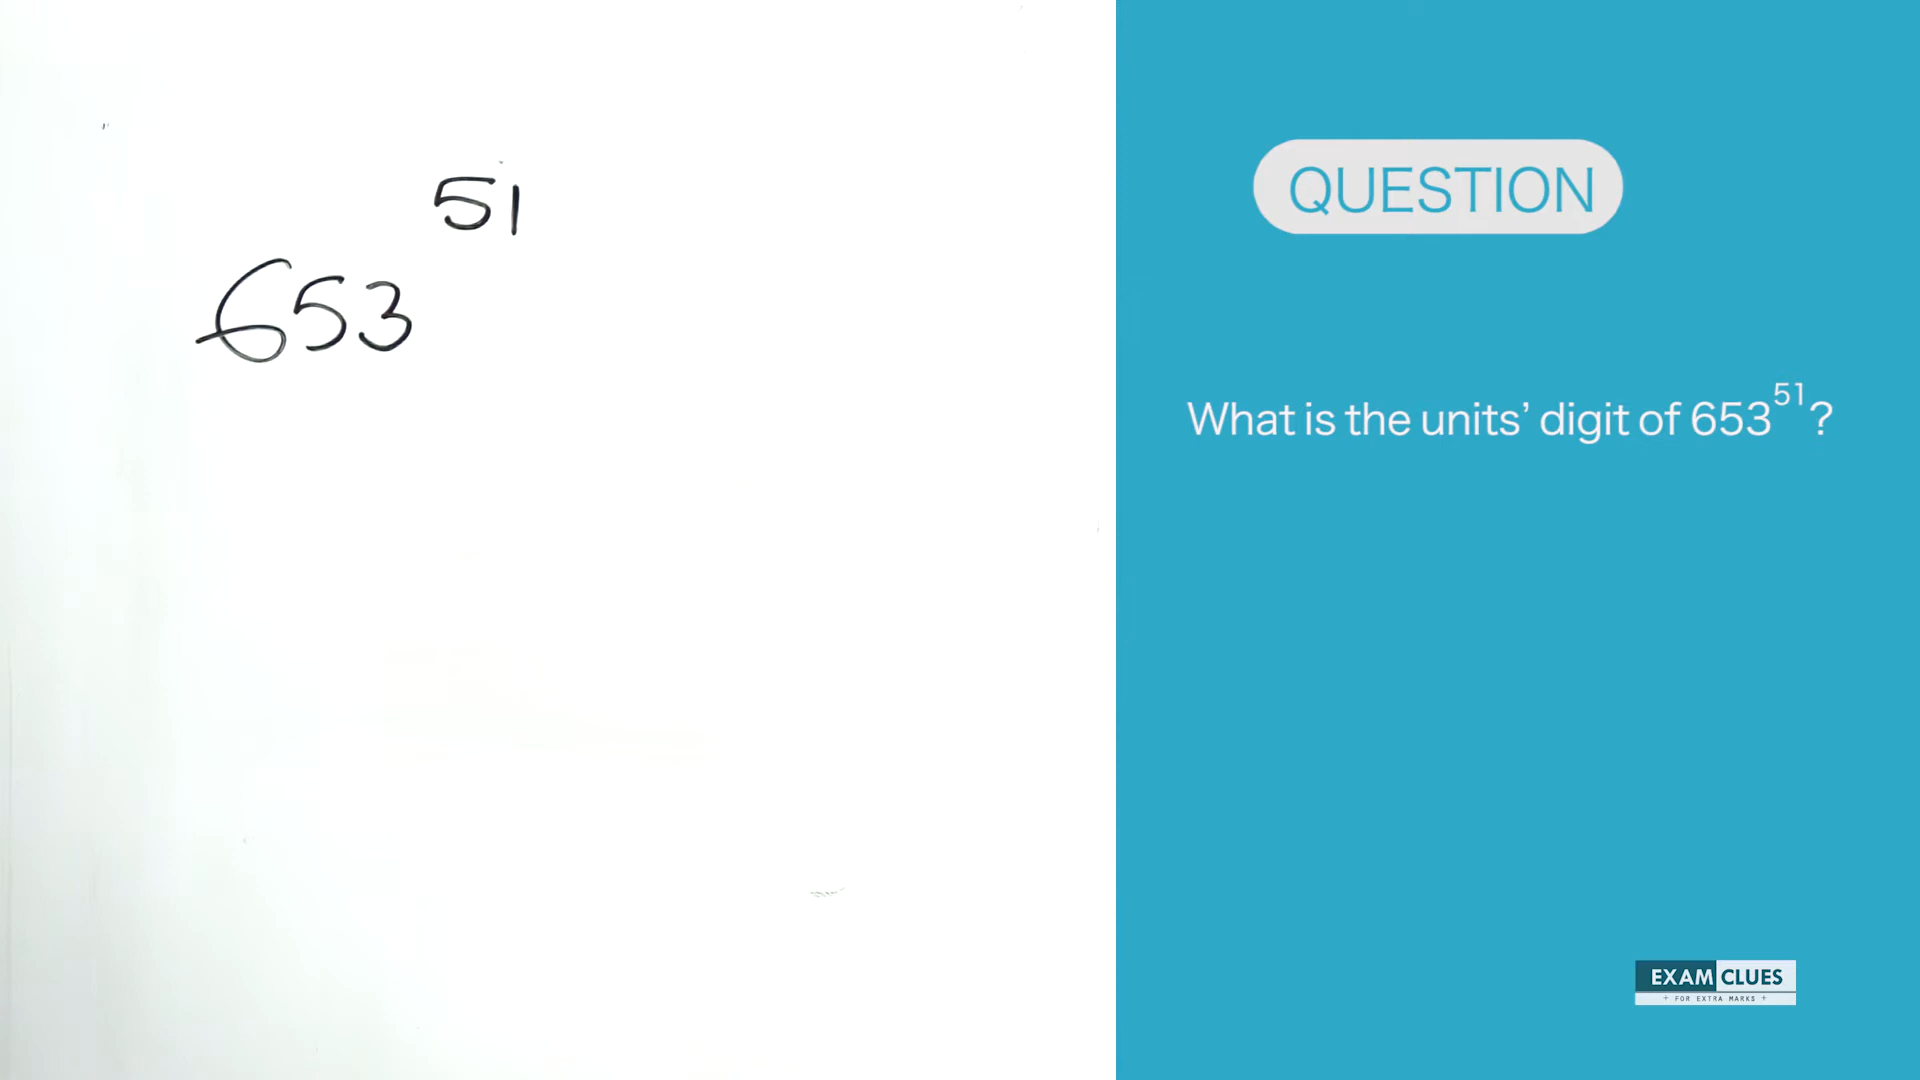 51
653
QUESTION
What is the units’ digit of 653⁵¹?
EXAM CLUES
+ FOR EXTRA MARKS +